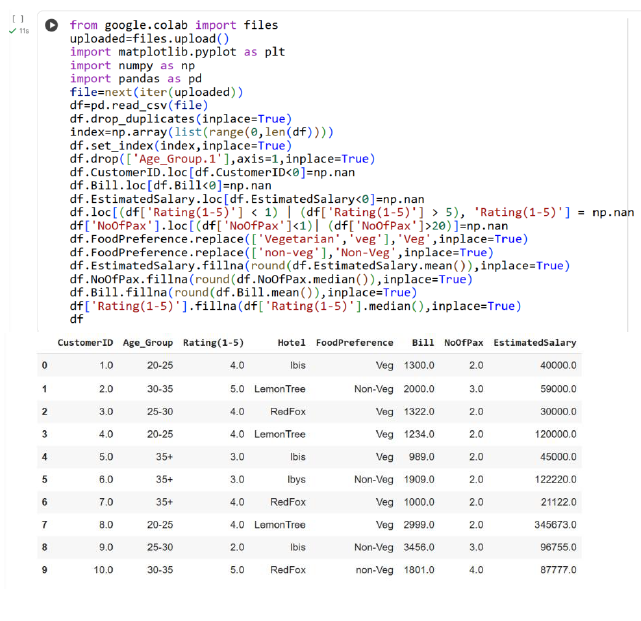 [ ]
11s
from google.colab import files
uploaded=files.upload()
import matplotlib.pyplot as plt
import numpy as np
import pandas as pd
file=next(iter(uploaded))
df=pd.read_csv(file)
df.drop_duplicates(inplace=True)
index=np.array(list(range(0,len(df))))
df.set_index(index,inplace=True)
df.drop(['Age_Group.1'],axis=1,inplace=True)
df.CustomerID.loc[df.CustomerID<0]=np.nan
df.Bill.loc[df.Bill<0]=np.nan
df.EstimatedSalary.loc[df.EstimatedSalary<0]=np.nan
df.loc[(df['Rating(1-5)'] < 1) | (df['Rating(1-5)'] > 5), 'Rating(1-5)'] = np.nan
df['NoOfPax'].loc[(df['NoOfPax']<1)| (df['NoOfPax']>20)]=np.nan
df.FoodPreference.replace(['Vegetarian','veg'],'Veg',inplace=True)
df.FoodPreference.replace(['non-veg'],'Non-Veg',inplace=True)
df.EstimatedSalary.fillna(round(df.EstimatedSalary.mean()),inplace=True)
df.NoOfPax.fillna(round(df.NoOfPax.median()),inplace=True)
df.Bill.fillna(round(df.Bill.mean()),inplace=True)
df['Rating(1-5)'].fillna(df['Rating(1-5)'].median(),inplace=True)
df
CustomerID Age_Group Rating(1-5) Hotel FoodPreference Bill NoOfPax EstimatedSalary
0 1.0 20-25 4.0 Ibis Veg 1300.0 2.0 40000.0
1 2.0 30-35 5.0 LemonTree Non-Veg 2000.0 3.0 59000.0
2 3.0 25-30 4.0 RedFox Veg 1322.0 2.0 30000.0
3 4.0 20-25 4.0 LemonTree Veg 1234.0 2.0 120000.0
4 5.0 35+ 3.0 Ibis Veg 989.0 2.0 45000.0
5 6.0 35+ 3.0 Ibys Non-Veg 1909.0 2.0 122220.0
6 7.0 35+ 4.0 RedFox Veg 1000.0 2.0 21122.0
7 8.0 20-25 4.0 LemonTree Veg 2999.0 2.0 345673.0
8 9.0 25-30 2.0 Ibis Non-Veg 3456.0 3.0 96755.0
9 10.0 30-35 5.0 RedFox non-Veg 1801.0 4.0 87777.0